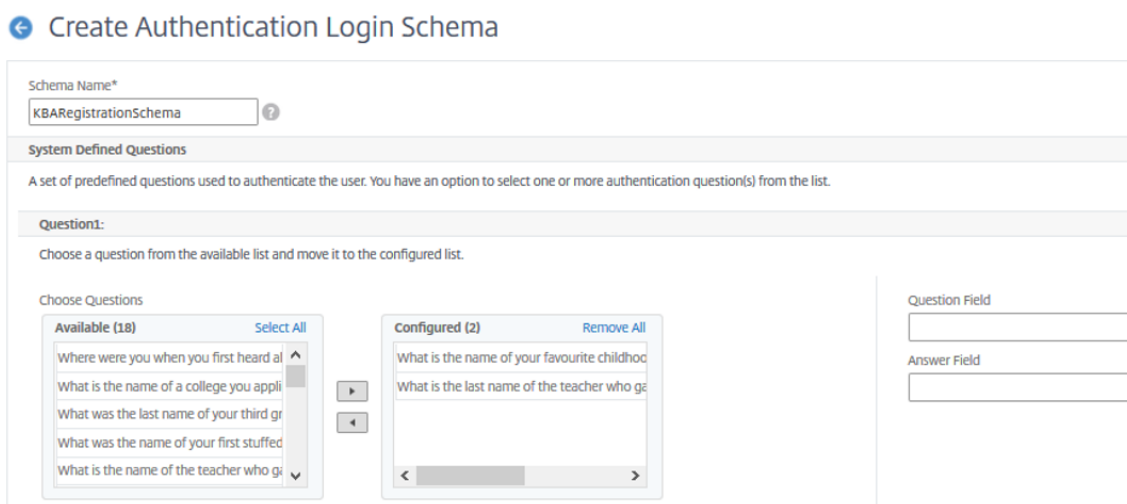 Create Authentication Login Schema
Schema Name*
KBARegistrationSchema
?
System Defined Questions
A set of predefined questions used to authenticate the user. You have an option to select one or more authentication question(s) from the list.
Question1:
Choose a question from the available list and move it to the configured list.
Choose Questions
Available (18) Select All
Where were you when you first heard
What is the name of a college you appli
What was the last name of your third gr
What was the name of your first stuffed
What is the name of the teacher who ga
Configured (2) Remove All
What is the name of your favourite childhoo
What is the last name of the teacher who ga
Question Field
Answer Field